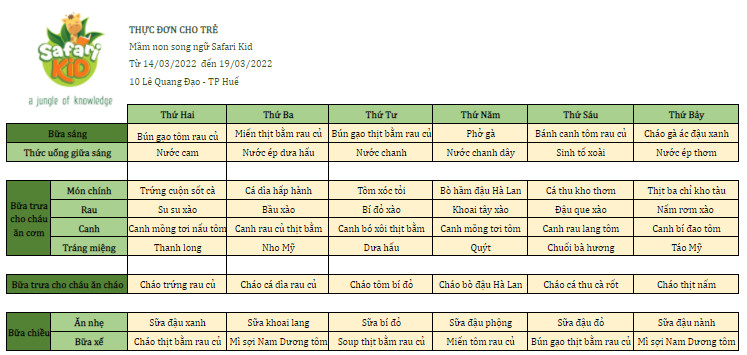 Safari
KID
a jungle of knowledge
THỰC ĐƠN CHO TRẺ
Mâm non song ngữ Safari Kid
Từ 14/03/2022 đến 19/03/2022
10 Lê Quang Đạo - TP Huế
Thứ Hai Thứ Ba Thứ Tư Thứ Năm Thứ Sáu Thứ Bảy
Bữa sáng Bún gạo tôm rau củ Miến thịt bằm rau củ Bún gạo thịt bằm rau củ Phở gà Bánh canh tôm rau củ Cháo gà ác đậu xanh
Thức uống giữa sáng Nước cam Nước ép dưa hấu Nước chanh Nước chanh dây Sinh tố xoài Nước ép thơm
Bữa trưa cho cháu ăn cơm
Món chính Trứng cuộn sốt cà Cá dìa hấp hành Tôm xóc tỏi Bò hầm đậu Hà Lan Cá thu kho thơm Thịt ba chỉ kho tàu
Rau Su su xào Bầu xào Bí đỏ xào Khoai tây xào Đậu que xào Nấm rơm xào
Canh Canh mồng tơi nấu tôm Canh rau củ thịt bằm Canh bó xôi thịt bằm Canh mồng tơi tôm Canh rau lang tôm Canh bí đao tôm
Tráng miệng Thanh long Nho Mỹ Dưa hấu Quýt Chuối bà hương Táo Mỹ
Bữa trưa cho cháu ăn cháo Cháo trứng rau củ Cháo cá dìa rau củ Cháo tôm bí đỏ Cháo bò đậu Hà Lan Cháo cá thu cà rốt Cháo thịt nấm
Bữa chiều
Ăn nhẹ Sữa đậu xanh Sữa khoai lang Sữa bí đỏ Sữa đậu phộng Sữa đậu đỏ Sữa đậu nành
Bữa xế Cháo thịt bằm rau củ Mì sợi Nam Dương tôm Soup thịt bằm rau củ Miến tôm rau củ Bún gạo thịt bằm rau củ Mì sợi Nam Dương tôm